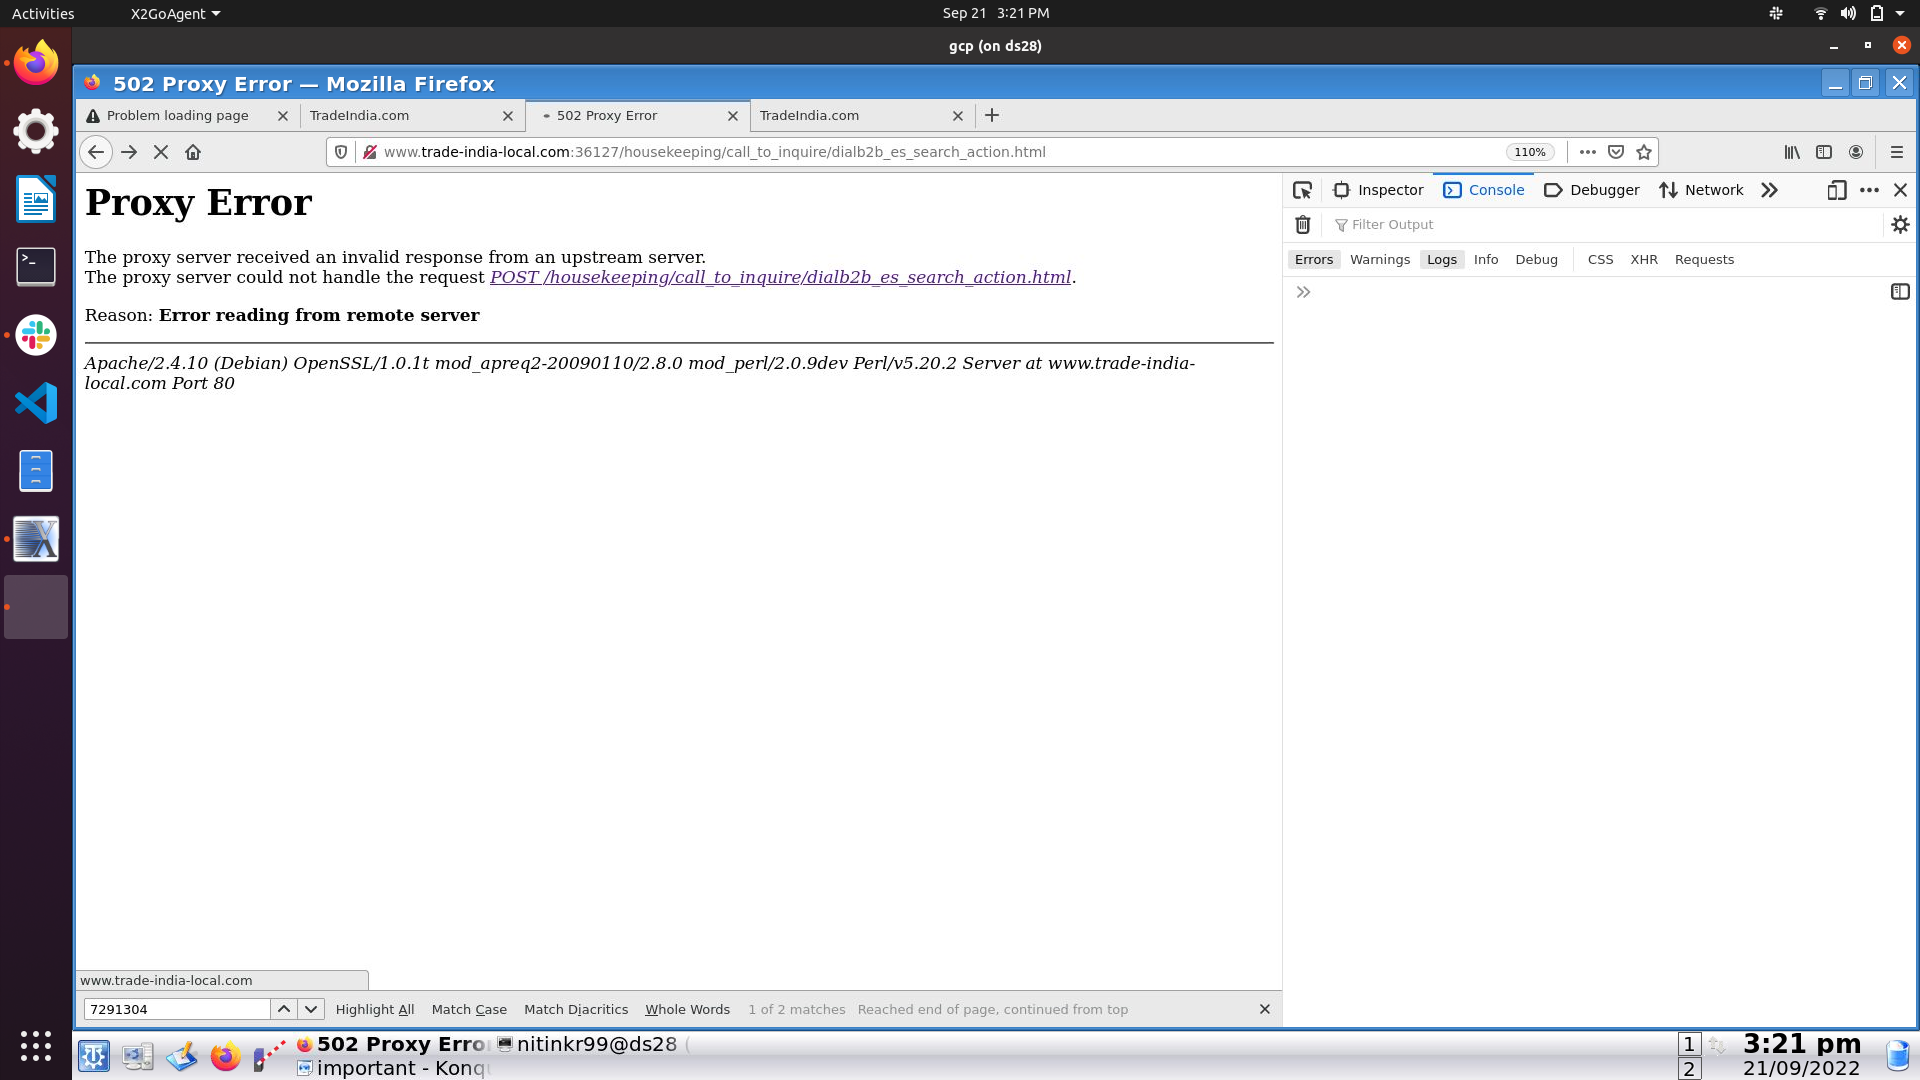 Activities
X2GoAgent
Sep 21 3:21 PM
gcp (on ds28)
502 Proxy Error — Mozilla Firefox
Problem loading page
TradeIndia.com
502 Proxy Error
TradeIndia.com
www.trade-india-local.com:36127/housekeeping/call_to_inquire/dialb2b_es_search_action.html
110%
Inspector
Console
Debugger
Network
Filter Output
Errors Warnings Logs Info Debug CSS XHR Requests
Proxy Error
The proxy server received an invalid response from an upstream server.
The proxy server could not handle the request POST /housekeeping/call_to_inquire/dialb2b_es_search_action.html.
Reason: Error reading from remote server
Apache/2.4.10 (Debian) OpenSSL/1.0.1t mod_apreq2-20090110/2.8.0 mod_perl/2.0.9dev Perl/v5.20.2 Server at www.trade-india-
local.com Port 80
www.trade-india-local.com
7291304
Highlight All
Match Case
Match Diacritics
Whole Words
1 of 2 matches
Reached end of page, continued from top
502 Proxy Erro
nitinkr99@ds28 (
important - Konq
1
2
3:21 pm
21/09/2022